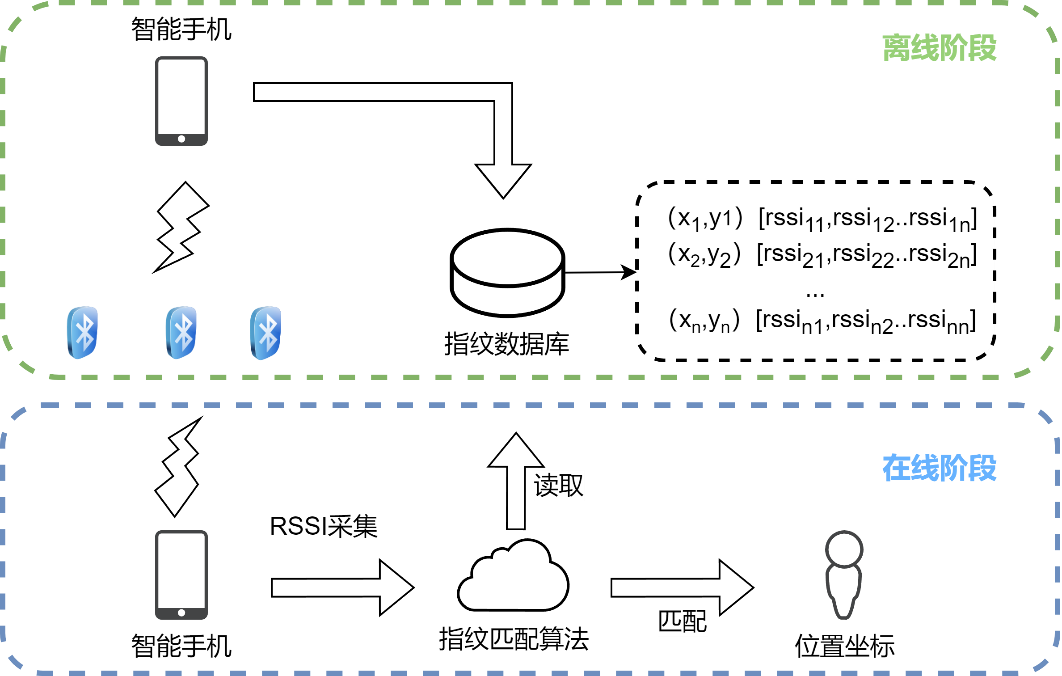 智能手机
离线阶段
（x1,y1）[rssi11,rssi12..rssi1n]
（x2,y2）[rssi21,rssi22..rssi2n]
...
（xn,yn）[rssin1,rssin2..rssinn]
指纹数据库
在线阶段
读取
RSSI采集
匹配
智能手机
指纹匹配算法
位置坐标